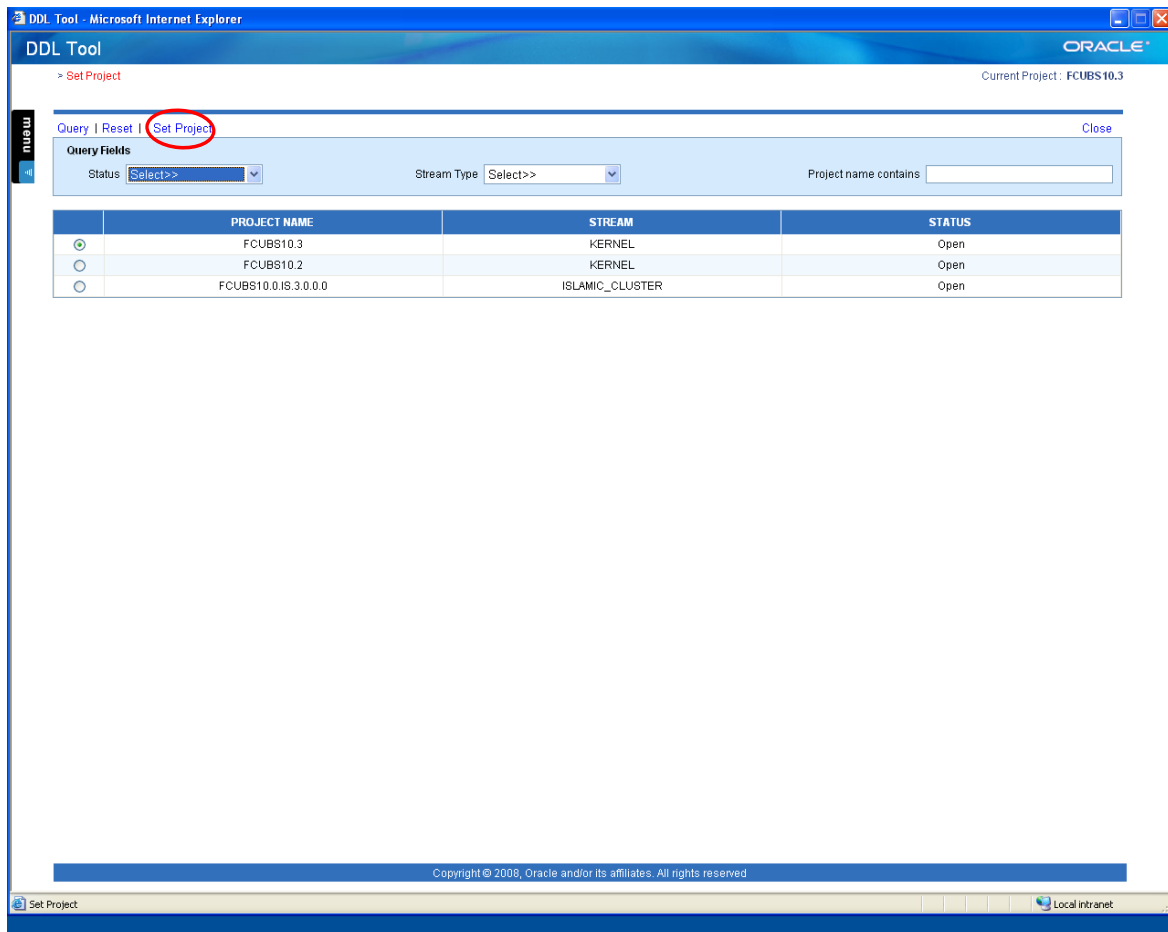 DDL Tool - Microsoft Internet Explorer
DDL Tool
ORACLE
> Set Project
Current Project : FCUBS10.3
menu
Query | Reset | Set Project
Close
Query Fields
Status Select>> Stream Type Select>> Project name contains
PROJECT NAME STREAM STATUS
FCUBS10.3 KERNEL Open
FCUBS10.2 KERNEL Open
FCUBS10.0.IS.3.0.0.0 ISLAMIC_CLUSTER Open
Copyright © 2008, Oracle and/or its affiliates. All rights reserved
Set Project
Local intranet